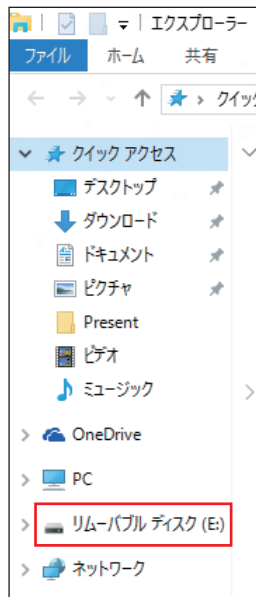 エクスプローラー
ファイル ホーム 共有
クイック
クイック アクセス
デスクトップ
ダウンロード
ドキュメント
ピクチャ
Present
ビデオ
ミュージック
OneDrive
PC
リムーバブル ディスク (E:)
ネットワーク